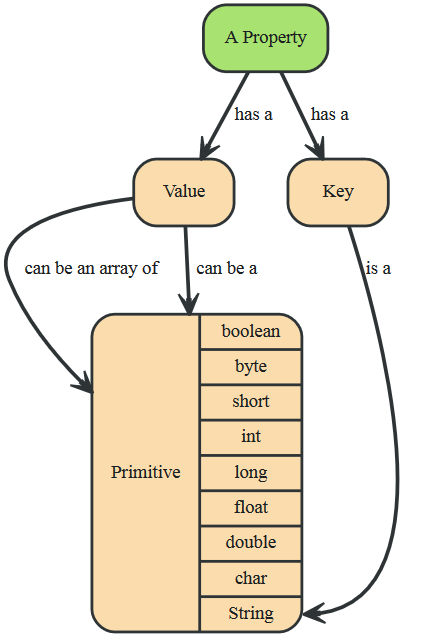 A Property
has a
has a
Value
Key
can be an array of
can be a
is a
Primitive
boolean
byte
short
int
long
float
double
char
String